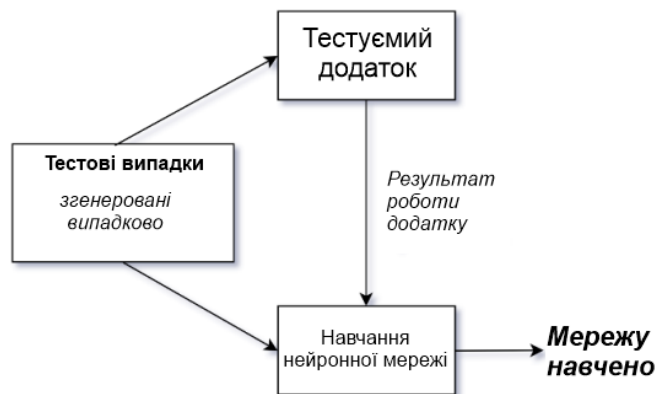 Тестуємий
додаток
Тестові випадки
згенеровані
випадково
Результат
роботи
додатку
Навчання
нейронної мережі
Мережу
навчено